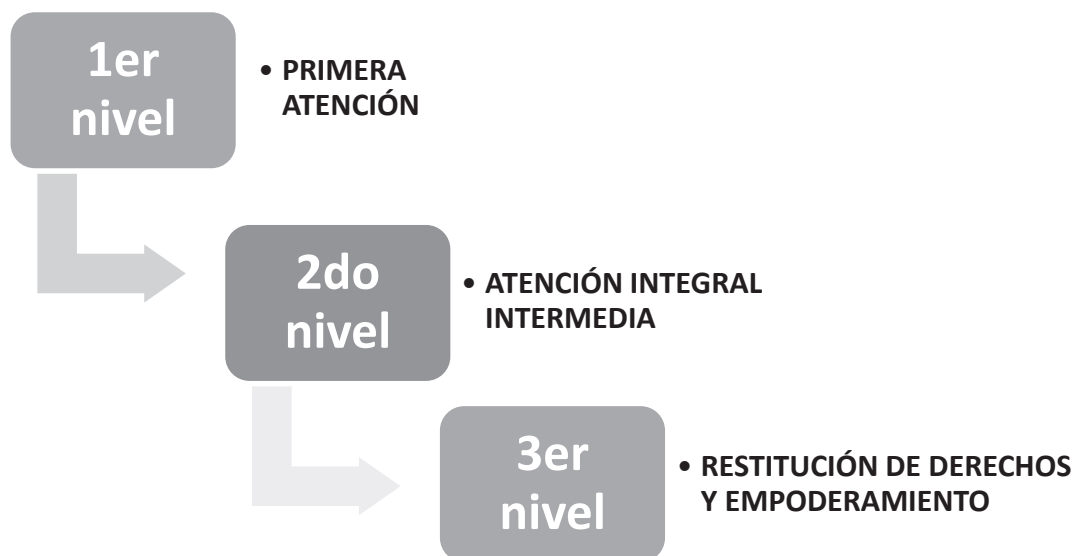 1er
nivel
• PRIMERA
ATENCIÓN
2do
nivel
• ATENCIÓN INTEGRAL
INTERMEDIA
3er
nivel
• RESTITUCIÓN DE DERECHOS
Y EMPODERAMIENTO